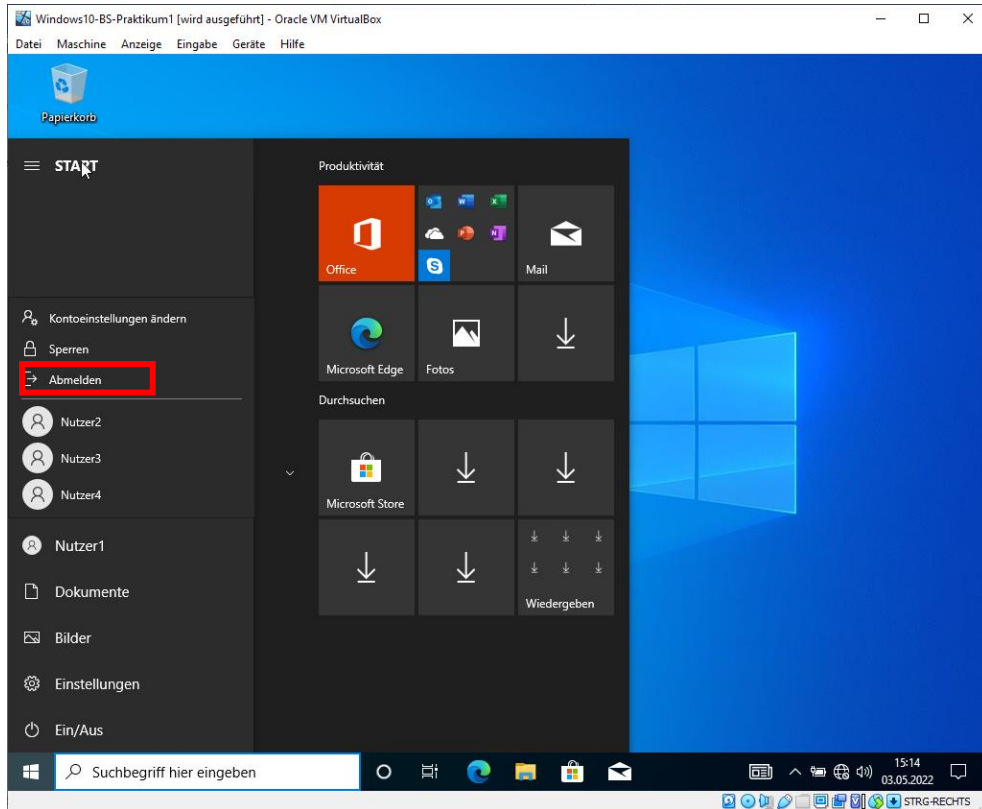 Windows10-BS-Praktikum1 [wird ausgeführt] - Oracle VM VirtualBox
Datei Maschine Anzeige Eingabe Geräte Hilfe
Papierkorb
START
Produktivität
Office
Mail
Kontoeinstellungen ändern
Sperren
Microsoft Edge Fotos
Abmelden
Durchsuchen
Nutzer2
Nutzer3
Nutzer4
Microsoft Store
Nutzer1
Dokumente
Wiedergeben
Bilder
Einstellungen
Ein/Aus
Suchbegriff hier eingeben
15:14
03.05.2022
STRG-RECHTS